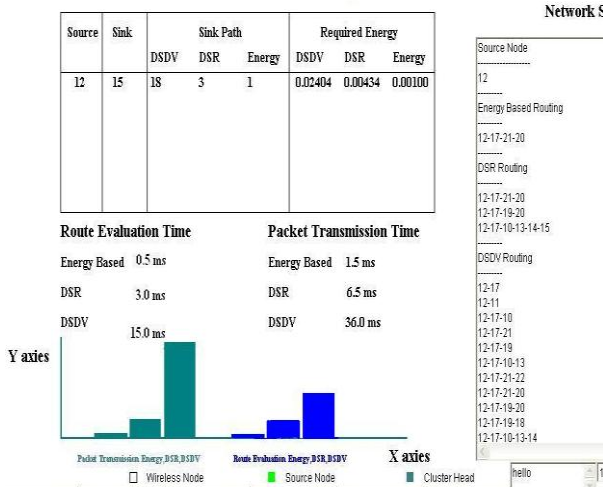 Network S
Source Sink Sink Path Required Energy
DSDV DSR Energy DSDV DSR Energy
12 15 18 3 1 0.02404 0.00434 0.00100
Route Evaluation Time
Energy Based 0.5 ms
DSR 3.0 ms
DSDV 15.0 ms
Packet Transmission Time
Energy Based 1.5 ms
DSR 6.5 ms
DSDV 36.0 ms
Y axies
Packet Transmission Energy,DSR,DSDV
Route Evaluation Energy,DSR,DSDV
X axies
Wireless Node
Source Node
Cluster Head
Source Node
--------------------
12
---------
Energy Based Routing
---------
12-17-21-20
---------
DSR Routing
---------
12-17-21-20
12-17-19-20
12-17-10-13-14-15
---------
DSDV Routing
---------
12-17
12-11
12-17-10
12-17-21
12-17-19
12-17-10-13
12-17-21-22
12-17-21-20
12-17-19-20
12-17-19-18
12-17-10-13-14
hello
1